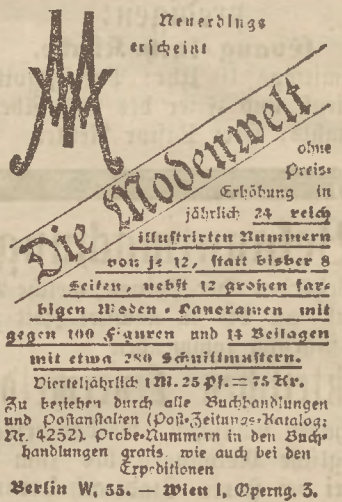 Neuerdings
erscheint
Die Modenwelt
ohne
Preis-
Erhöhung in
jährlich 24 reich
illustrirten Nummern
von je 12, statt bisher 8
Seiten, nebst 12 großen far-
bigen Moden-Panoramen mit
gegen 100 Figuren und 14 Beilagen
mit etwa 280 Schnittmustern.
Vierteljährlich 1 M. 25 Pf. = 75 Kr.
Zu beziehen durch alle Buchhandlungen
und Postanstalten (Post-Zeitungs-Katalog:
Nr. 4252). Probe-Nummern in den Buch-
handlungen gratis, wie auch bei den
Expeditionen
Berlin W, 35. — Wien I, Operng. 3.